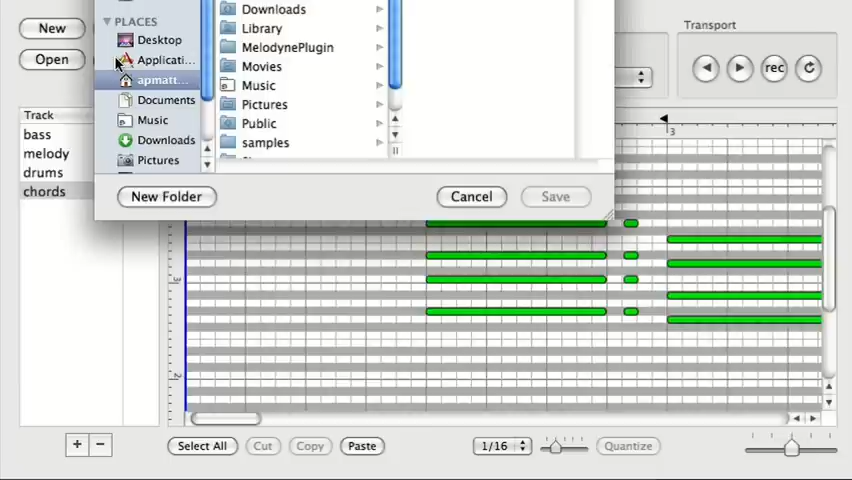 New
Open
Track
bass
melody
drums
chords
PLACES
Desktop
Applicati...
apmatt...
Documents
Music
Downloads
Pictures
Downloads
Library
MelodynePlugin
Movies
Music
Pictures
Public
samples
New Folder
Cancel
Save
Transport
rec
3
3
2
Select All
Cut
Copy
Paste
1/16
Quantize